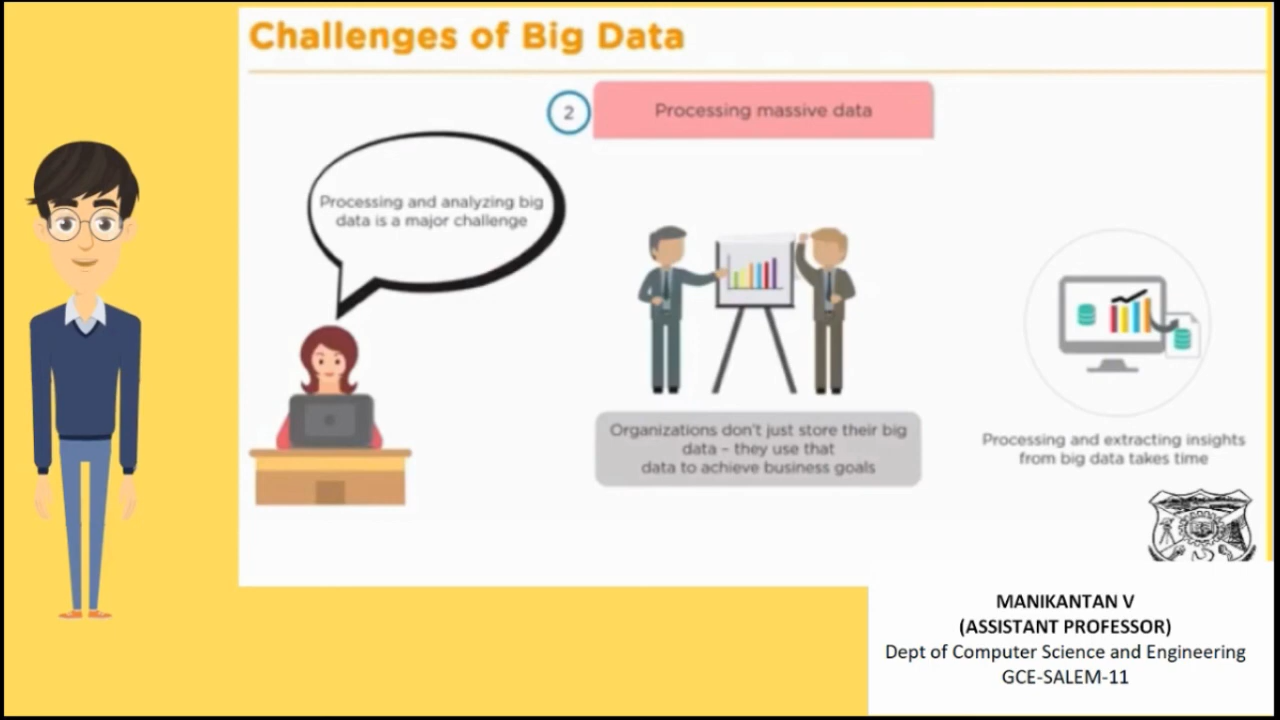 Challenges of Big Data
2
Processing massive data
Processing and analyzing big
data is a major challenge
Organizations don't just store their big
data – they use that
data to achieve business goals
Processing and extracting insights
from big data takes time
MANIKANTAN V
(ASSISTANT PROFESSOR)
Dept of Computer Science and Engineering
GCE-SALEM-11